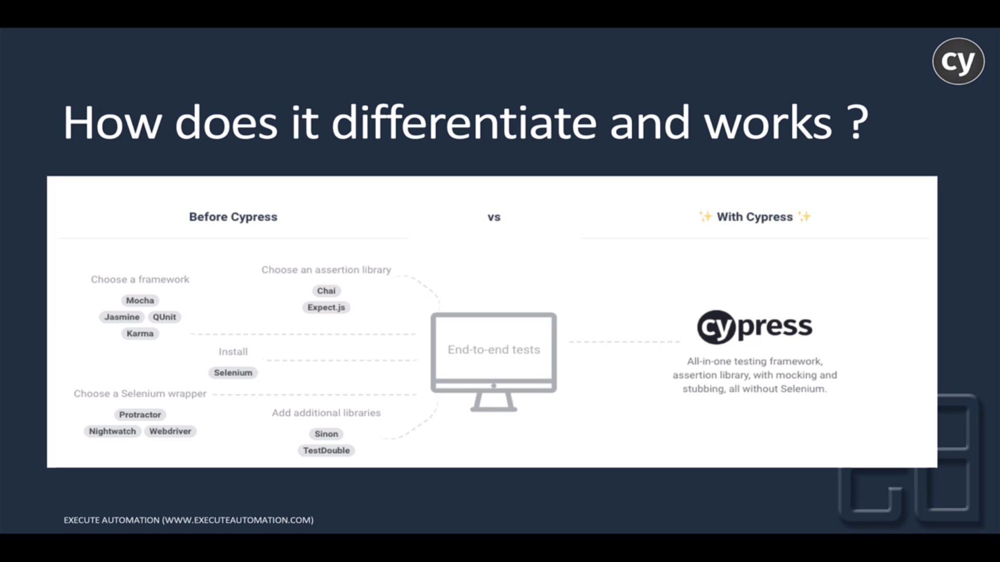 cy
How does it differentiate and works ?
Before Cypress
vs
✨ With Cypress ✨
Choose a framework
Mocha
Jasmine QUnit
Karma
Choose an assertion library
Chai
Expect.js
Install
Selenium
Choose a Selenium wrapper
Protractor
Nightwatch Webdriver
Add additional libraries
Sinon
TestDouble
End-to-end tests
cypress
All-in-one testing framework,
assertion library, with mocking and
stubbing, all without Selenium.
EXECUTE AUTOMATION (WWW.EXECUTEAUTOMATION.COM)